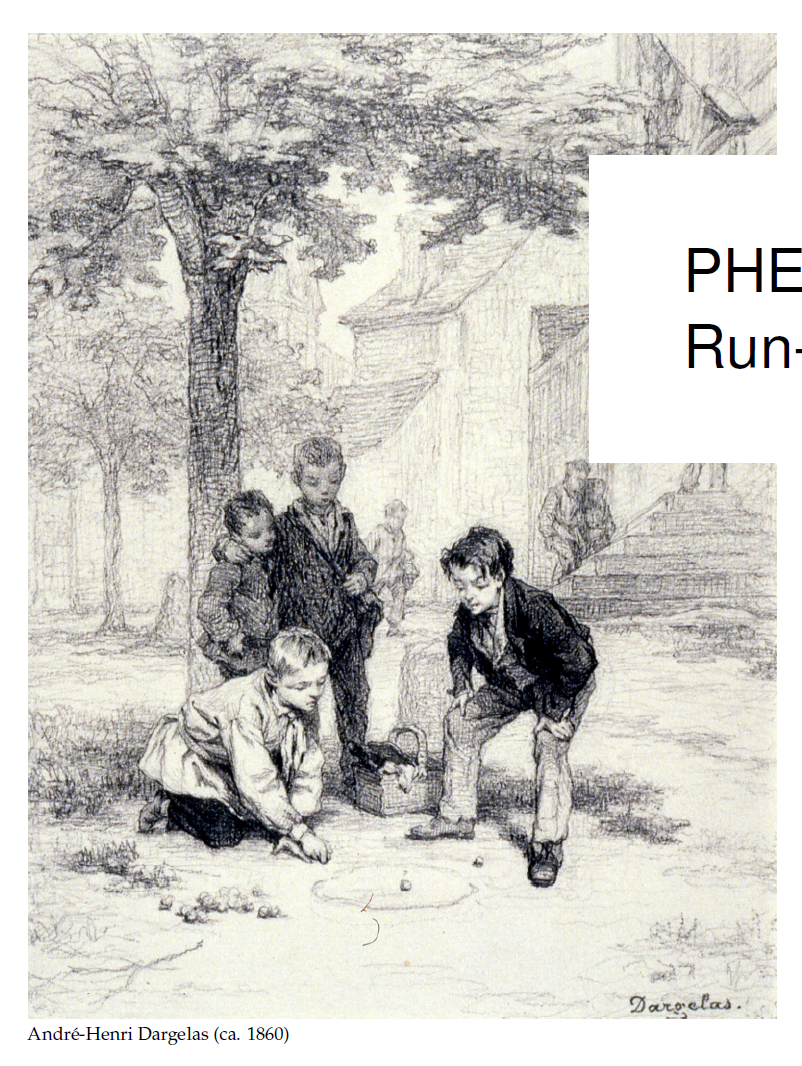 PHE
Run-
Dargelas.
André-Henri Dargelas (ca. 1860)